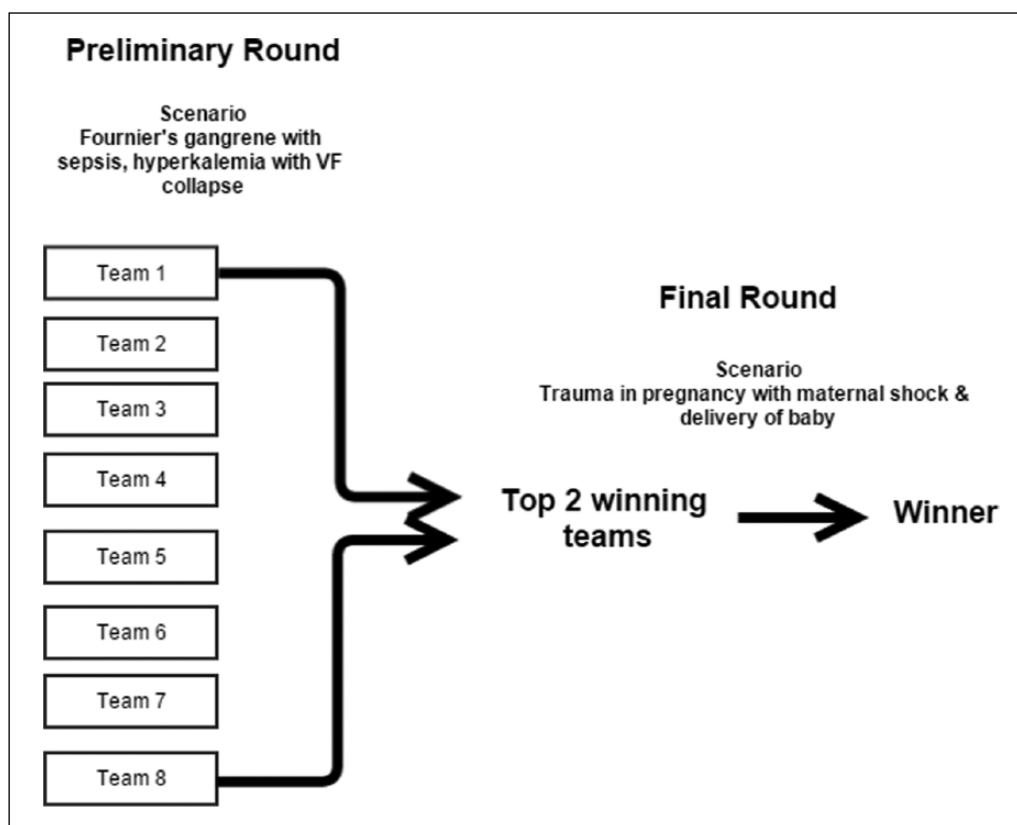 Preliminary Round
Scenario
Fournier's gangrene with
sepsis, hyperkalemia with VF
collapse
Team 1
Team 2
Team 3
Team 4
Team 5
Team 6
Team 7
Team 8
Final Round
Scenario
Trauma in pregnancy with maternal shock &
delivery of baby
Top 2 winning
teams
Winner